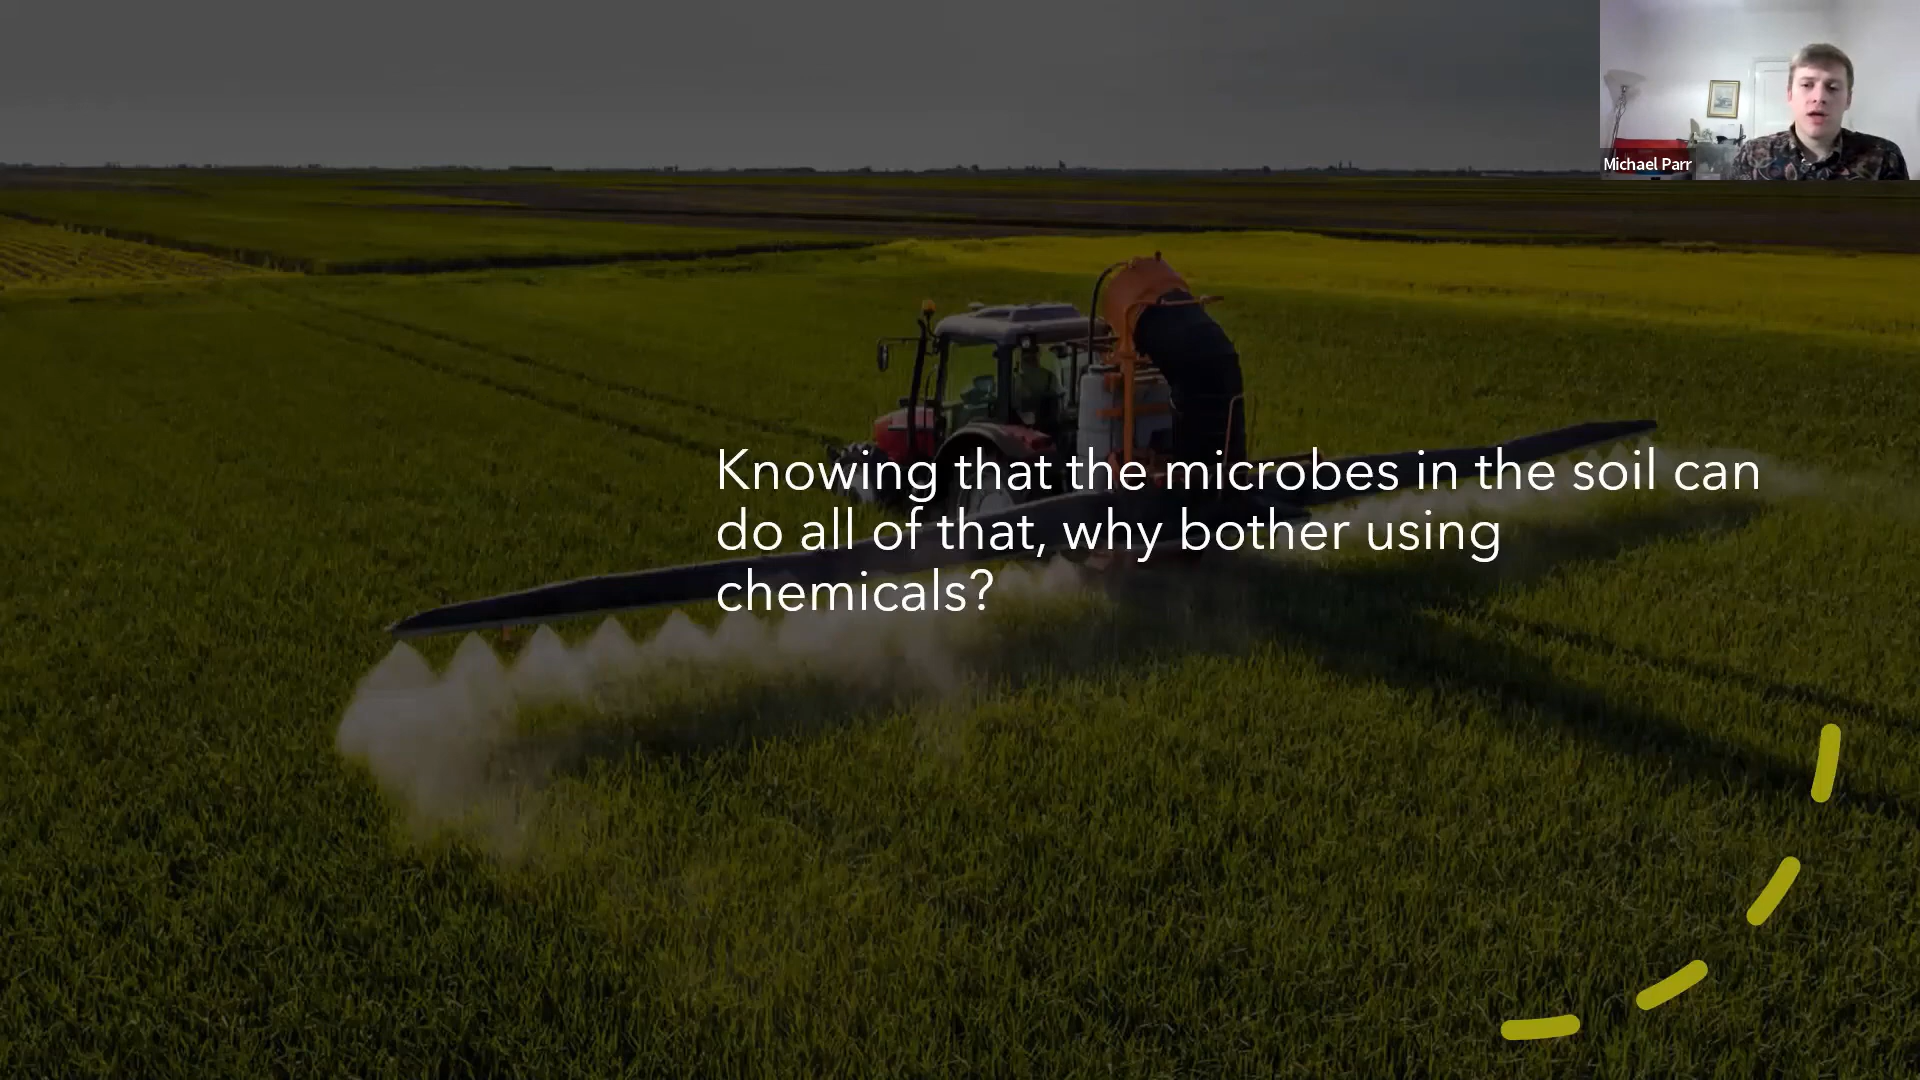 Michael Parr
Knowing that the microbes in the soil can
do all of that, why bother using
chemicals?